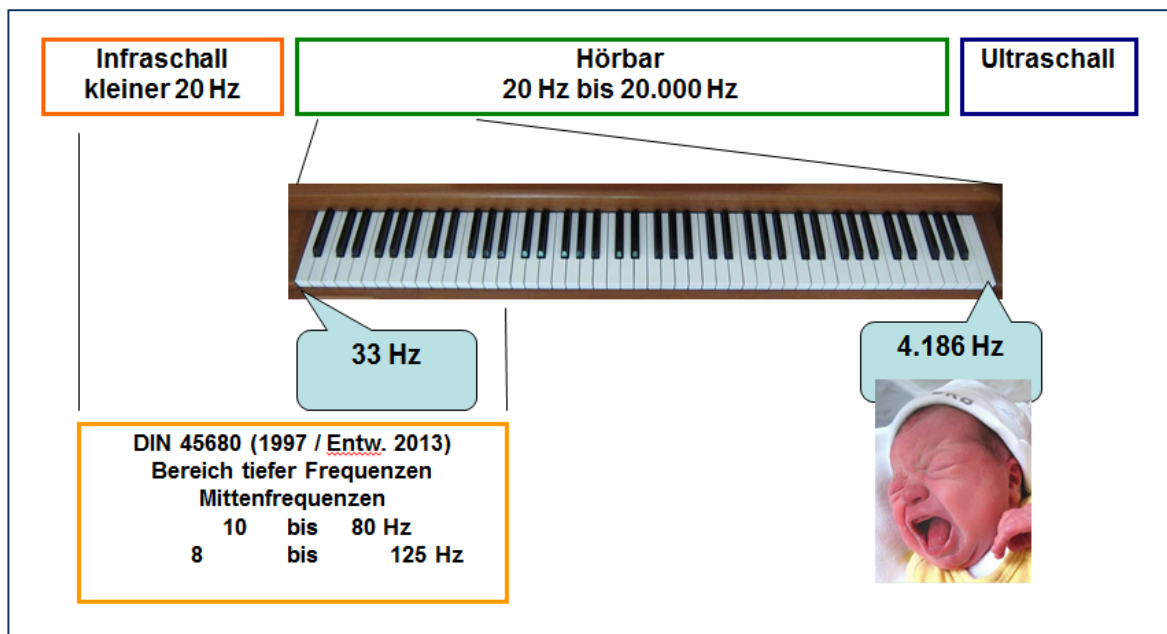 Infraschall
kleiner 20 Hz
Hörbar
20 Hz bis 20.000 Hz
Ultraschall
33 Hz
4.186 Hz
DIN 45680 (1997 / Entw. 2013)
Bereich tiefer Frequenzen
Mittenfrequenzen
10 bis 80 Hz
8 bis 125 Hz